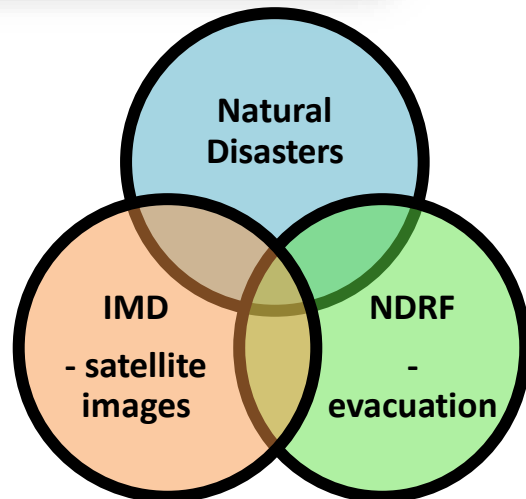 Natural
Disasters
IMD
- satellite
images
NDRF
-
evacuation